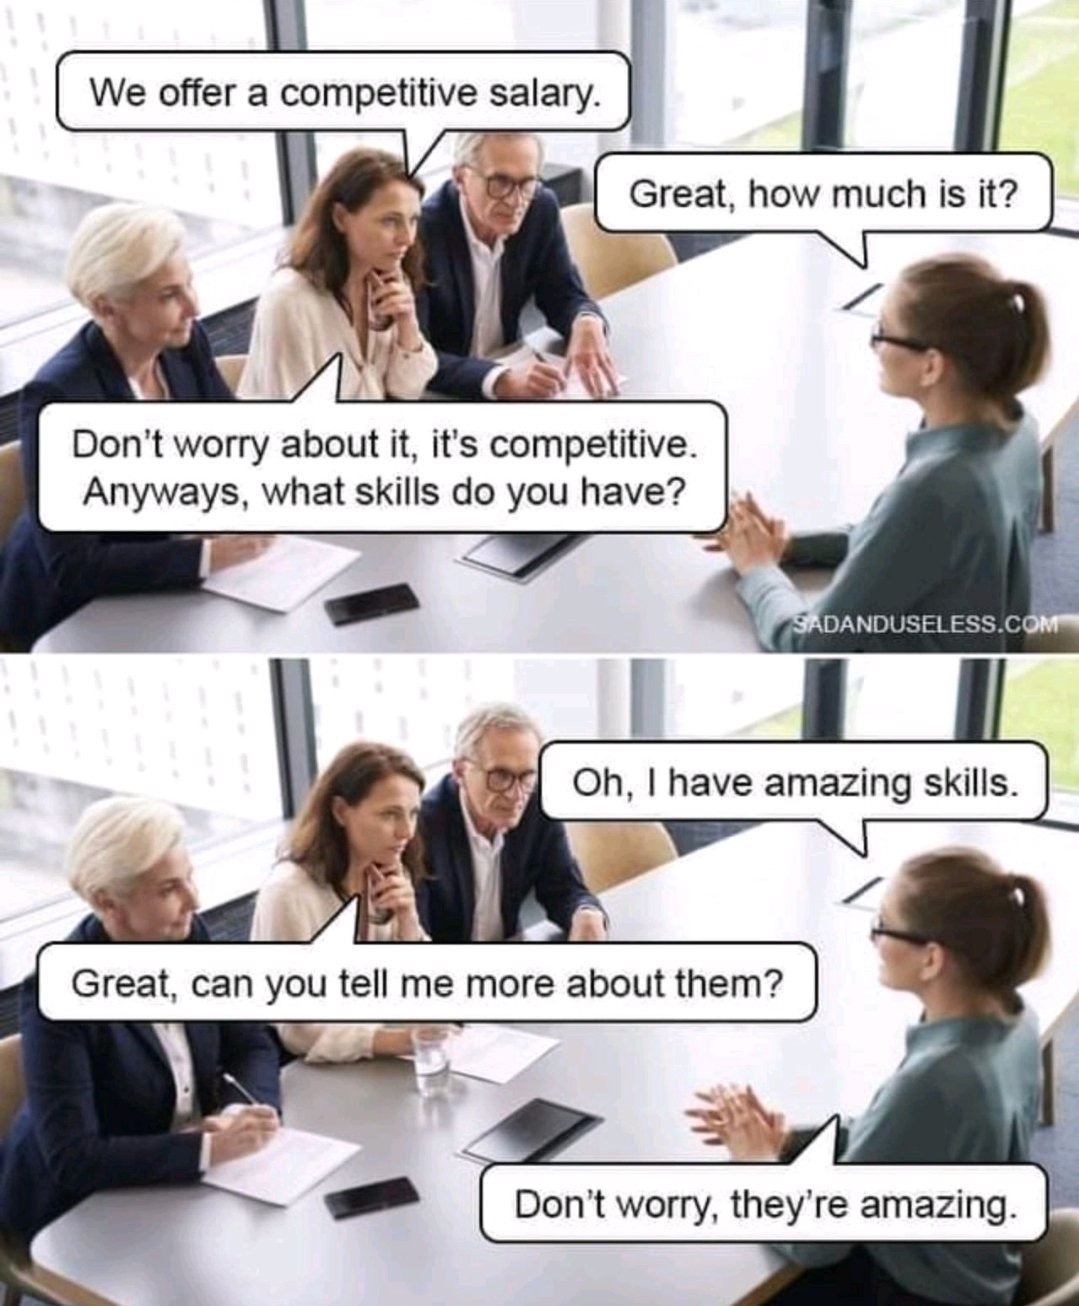 We offer a competitive salary.
Great, how much is it?
Don't worry about it, it's competitive.
Anyways, what skills do you have?
SADANDUSELESS.COM
Oh, I have amazing skills.
Great, can you tell me more about them?
Don't worry, they're amazing.